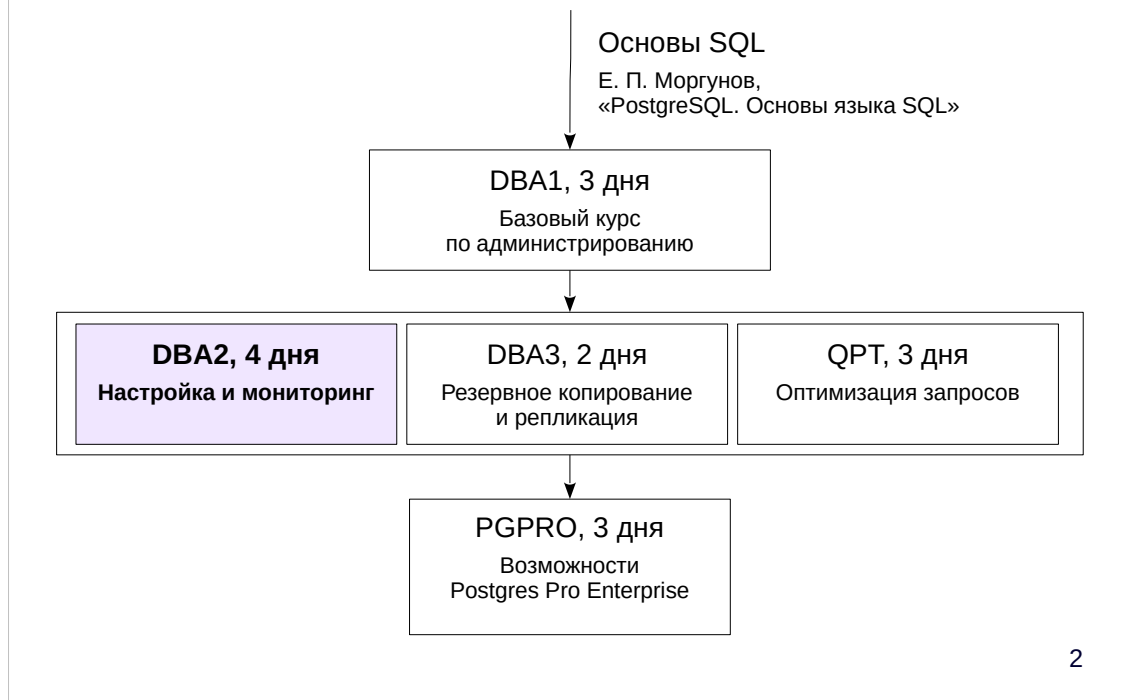 Основы SQL
Е. П. Моргунов,
«PostgreSQL. Основы языка SQL»
DBA1, 3 дня
Базовый курс
по администрированию
DBA2, 4 дня
Настройка и мониторинг
DBA3, 2 дня
Резервное копирование
и репликация
QPT, 3 дня
Оптимизация запросов
PGPRO, 3 дня
Возможности
Postgres Pro Enterprise
2